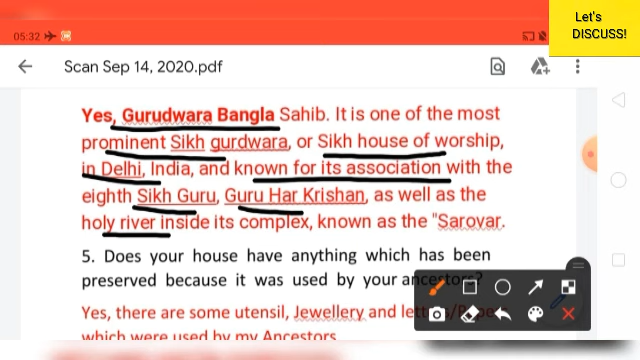 Let's
DISCUSS!
05:32
Scan Sep 14, 2020.pdf
Yes, Gurudwara Bangla Sahib. It is one of the most
prominent Sikh gurdwara, or Sikh house of worship,
in Delhi, India, and known for its association with the
eighth Sikh Guru, Guru Har Krishan, as well as the
holy river inside its complex, known as the "Sarovar.
5. Does your house have anything which has been
preserved because it was used by your ancestors?
Yes, there are some utensil, Jewellery and
which were used by my Ancestors